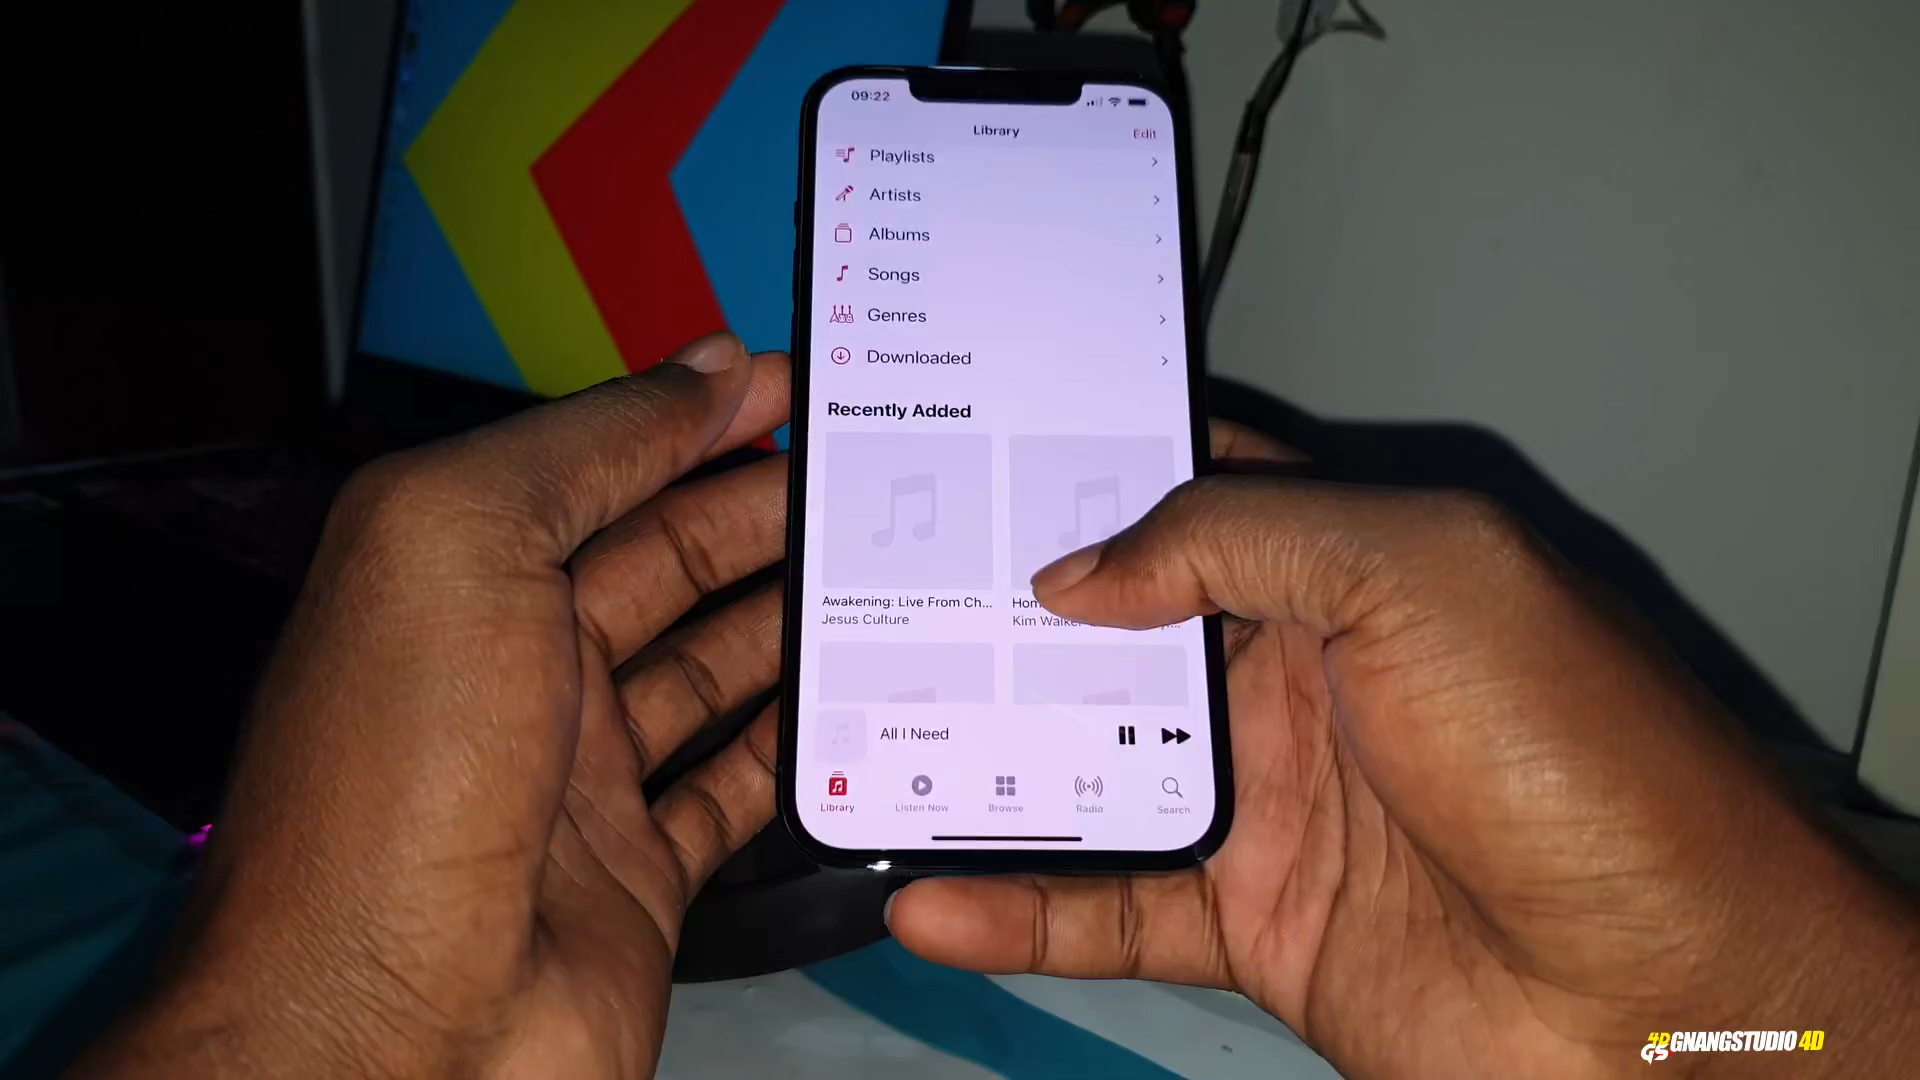 09:22
Library
Edit
Playlists
Artists
Albums
Songs
Genres
Downloaded
Recently Added
Awakening: Live From Ch...
Jesus Culture
Kim
All I Need
Library
Listen Now
Browse
Radio
Search
GNANGSTUDIO 4D